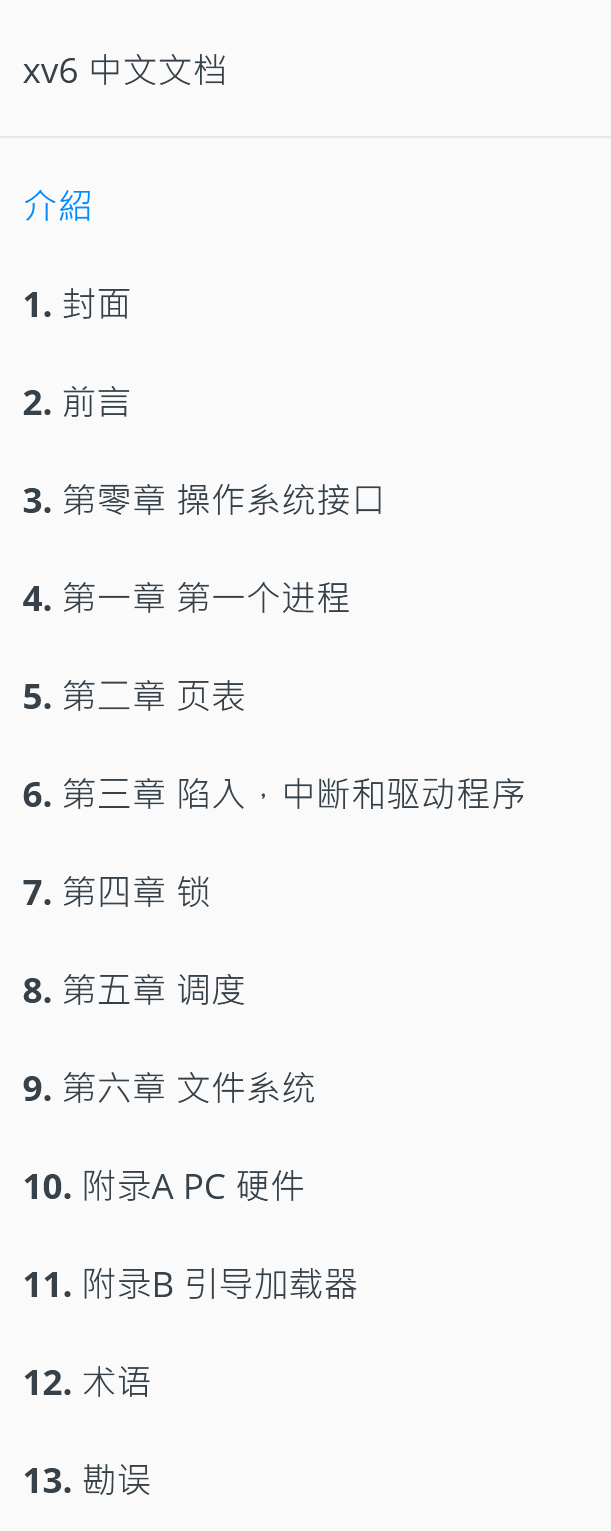 xv6 中文文档
介紹
1. 封面
2. 前言
3. 第零章 操作系统接口
4. 第一章 第一个进程
5. 第二章 页表
6. 第三章 陷入，中断和驱动程序
7. 第四章 锁
8. 第五章 调度
9. 第六章 文件系统
10. 附录A PC 硬件
11. 附录B 引导加载器
12. 术语
13. 勘误